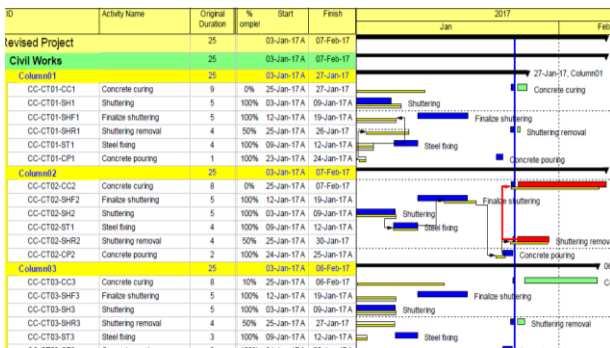 ID Activity Name Original Duration % omple Start Finish 2017
Jan Feb
Revised Project 25 03-Jan-17 A 07-Feb-17
Civil Works 25 03-Jan-17 A 07-Feb-17
Column01 25 03-Jan-17 A 27-Jan-17 27-Jan-17, Column01
CC-CT01-CC1 Concrete curing 9 0% 25-Jan-17 A 27-Jan-17 Concrete curing
CC-CT01-SH1 Shuttering 5 100% 03-Jan-17 A 09-Jan-17 A Shuttering
CC-CT01-SHF1 Finalize shuttering 5 100% 12-Jan-17 A 19-Jan-17 A Finalize shuttering
CC-CT01-SHR1 Shuttering removal 4 50% 25-Jan-17 A 26-Jan-17 Shuttering removal
CC-CT01-ST1 Steel fixing 4 100% 09-Jan-17 A 12-Jan-17 A Steel fixing
CC-CT01-CP1 Concrete pouring 1 100% 23-Jan-17 A 24-Jan-17 A Concrete pouring
Column02 25 03-Jan-17 A 07-Feb-17
CC-CT02-CC2 Concrete curing 8 0% 25-Jan-17 A 07-Feb-17
CC-CT02-SHF2 Finalize shuttering 5 100% 12-Jan-17 A 19-Jan-17 A Finalize shuttering
CC-CT02-SH2 Shuttering 5 100% 03-Jan-17 A 09-Jan-17 A Shuttering
CC-CT02-ST1 Steel fixing 4 100% 09-Jan-17 A 12-Jan-17 A Steel fixing
CC-CT02-SHR2 Shuttering removal 4 50% 25-Jan-17 A 30-Jan-17 Shuttering remov
CC-CT02-CP2 Concrete pouring 2 100% 24-Jan-17 A 25-Jan-17 A Concrete pouring
Column03 25 03-Jan-17 A 06-Feb-17 06
CC-CT03-CC3 Concrete curing 8 10% 25-Jan-17 A 06-Feb-17 C
CC-CT03-SHF3 Finalize shuttering 5 100% 12-Jan-17 A 19-Jan-17 A Finalize shuttering
CC-CT03-SH3 Shuttering 5 100% 03-Jan-17 A 09-Jan-17 A Shuttering
CC-CT03-SHR3 Shuttering removal 4 50% 25-Jan-17 A 27-Jan-17 Shuttering removal
CC-CT03-ST3 Steel fixing 3 100% 09-Jan-17 A 12-Jan-17 A Steel fixing